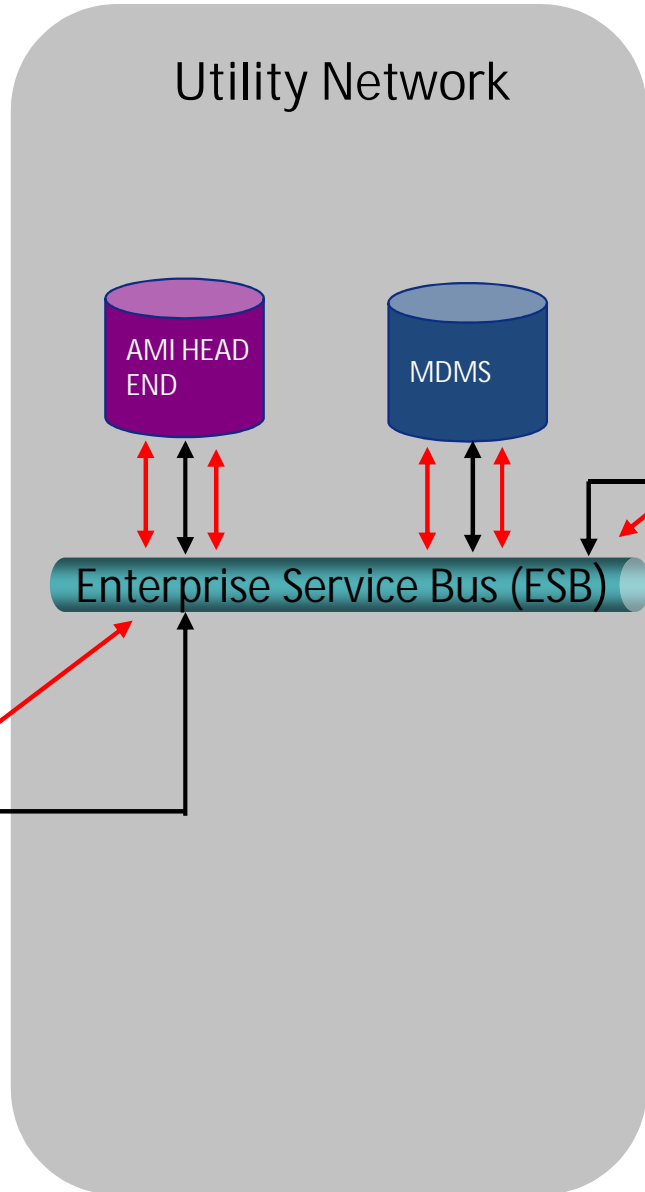 Utility Network
AMI HEAD
END
MDMS
Enterprise Service Bus (ESB)